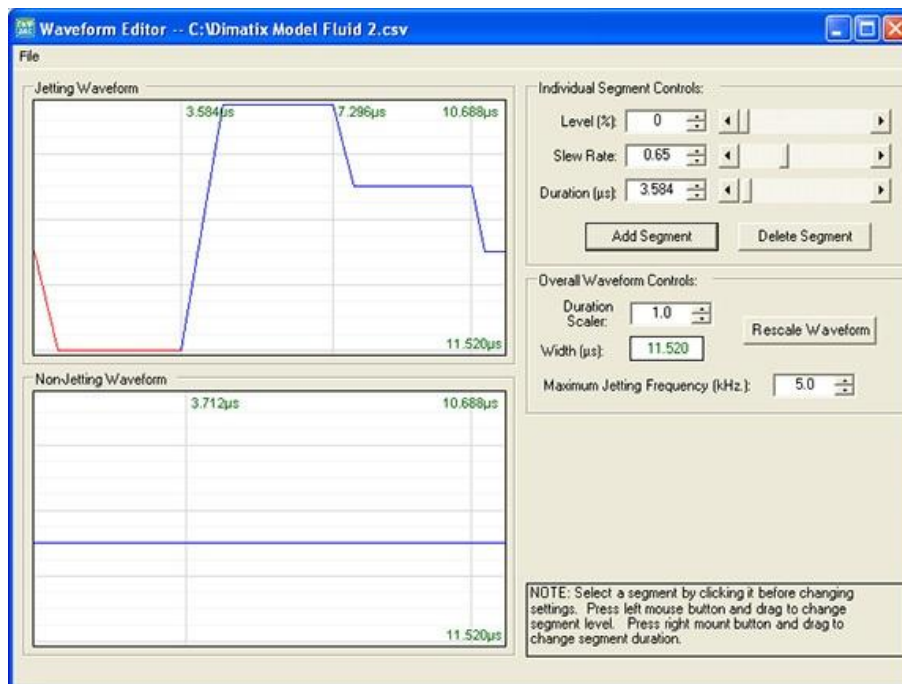 Waveform Editor -- C:\Dimatix Model Fluid 2.csv
File
Jetting Waveform
3.584µs
7.296µs
10.688µs
11.520µs
Non-Jetting Waveform
3.712µs
10.688µs
11.520µs
Individual Segment Controls:
Level (%): 0
Slew Rate: 0.65
Duration (µs): 3.584
Add Segment
Delete Segment
Overall Waveform Controls:
Duration
Scaler: 1.0
Rescale Waveform
Width (µs): 11.520
Maximum Jetting Frequency (kHz.): 5.0
NOTE: Select a segment by clicking it before changing
settings. Press left mouse button and drag to change
segment level. Press right mount button and drag to
change segment duration.